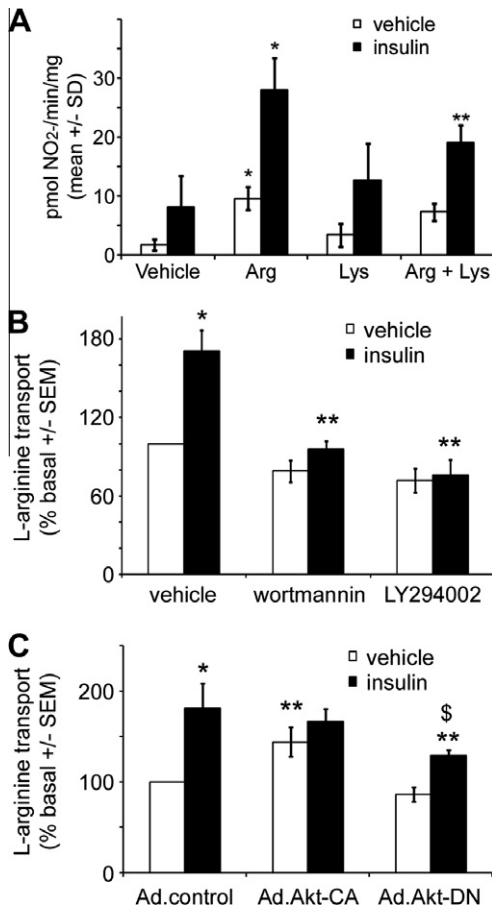 A
vehicle
insulin
pmol NO2-/min/mg
(mean +/- SD)
30
20
10
0
*
*
**
Vehicle Arg Lys Arg + Lys
B
vehicle
insulin
L-arginine transport
(% basal +/- SEM)
180
120
60
0
*
**
**
vehicle wortmannin LY294002
C
vehicle
insulin
L-arginine transport
(% basal +/- SEM)
200
100
0
*
**
$
**
Ad.control Ad.Akt-CA Ad.Akt-DN